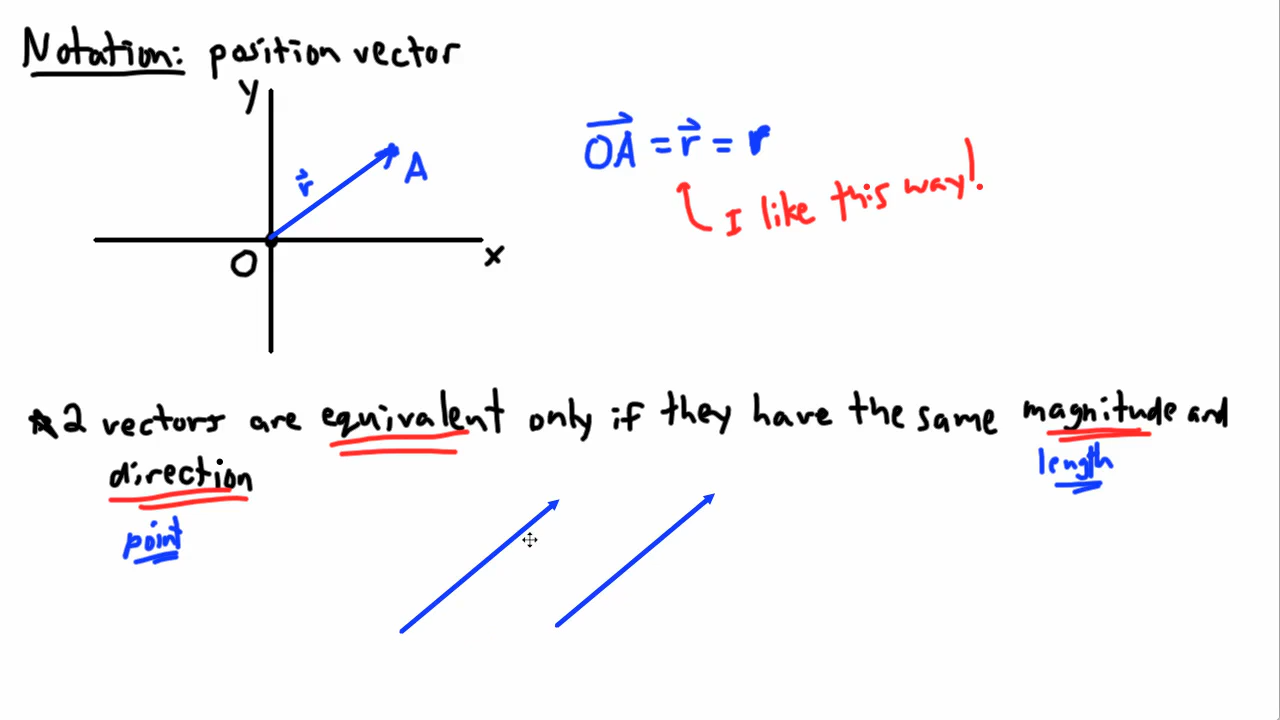 Notation: position vector
y
r⃗
A
O
x
O͞A⃗ = r⃗ = r
I like this way!
*2 vectors are equivalent only if they have the same magnitude and
length
direction
point